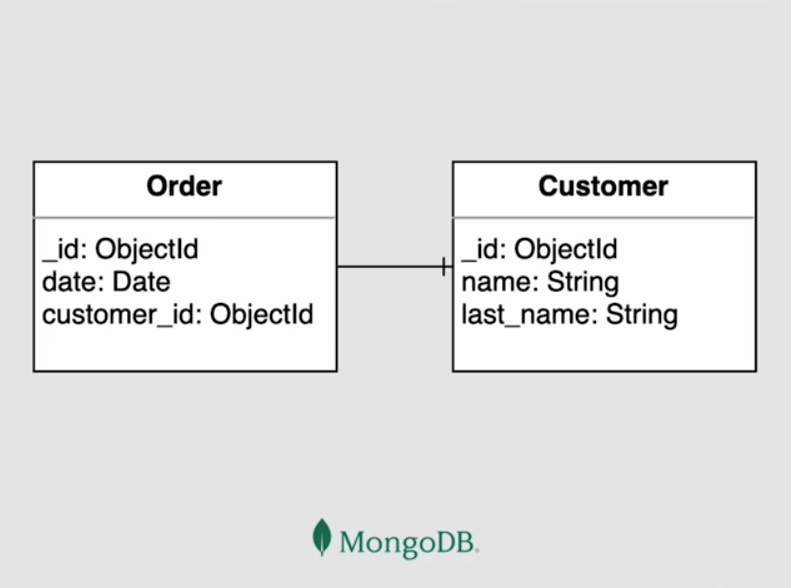 Order
_id: ObjectId
date: Date
customer_id: ObjectId
Customer
_id: ObjectId
name: String
last_name: String
MongoDB.